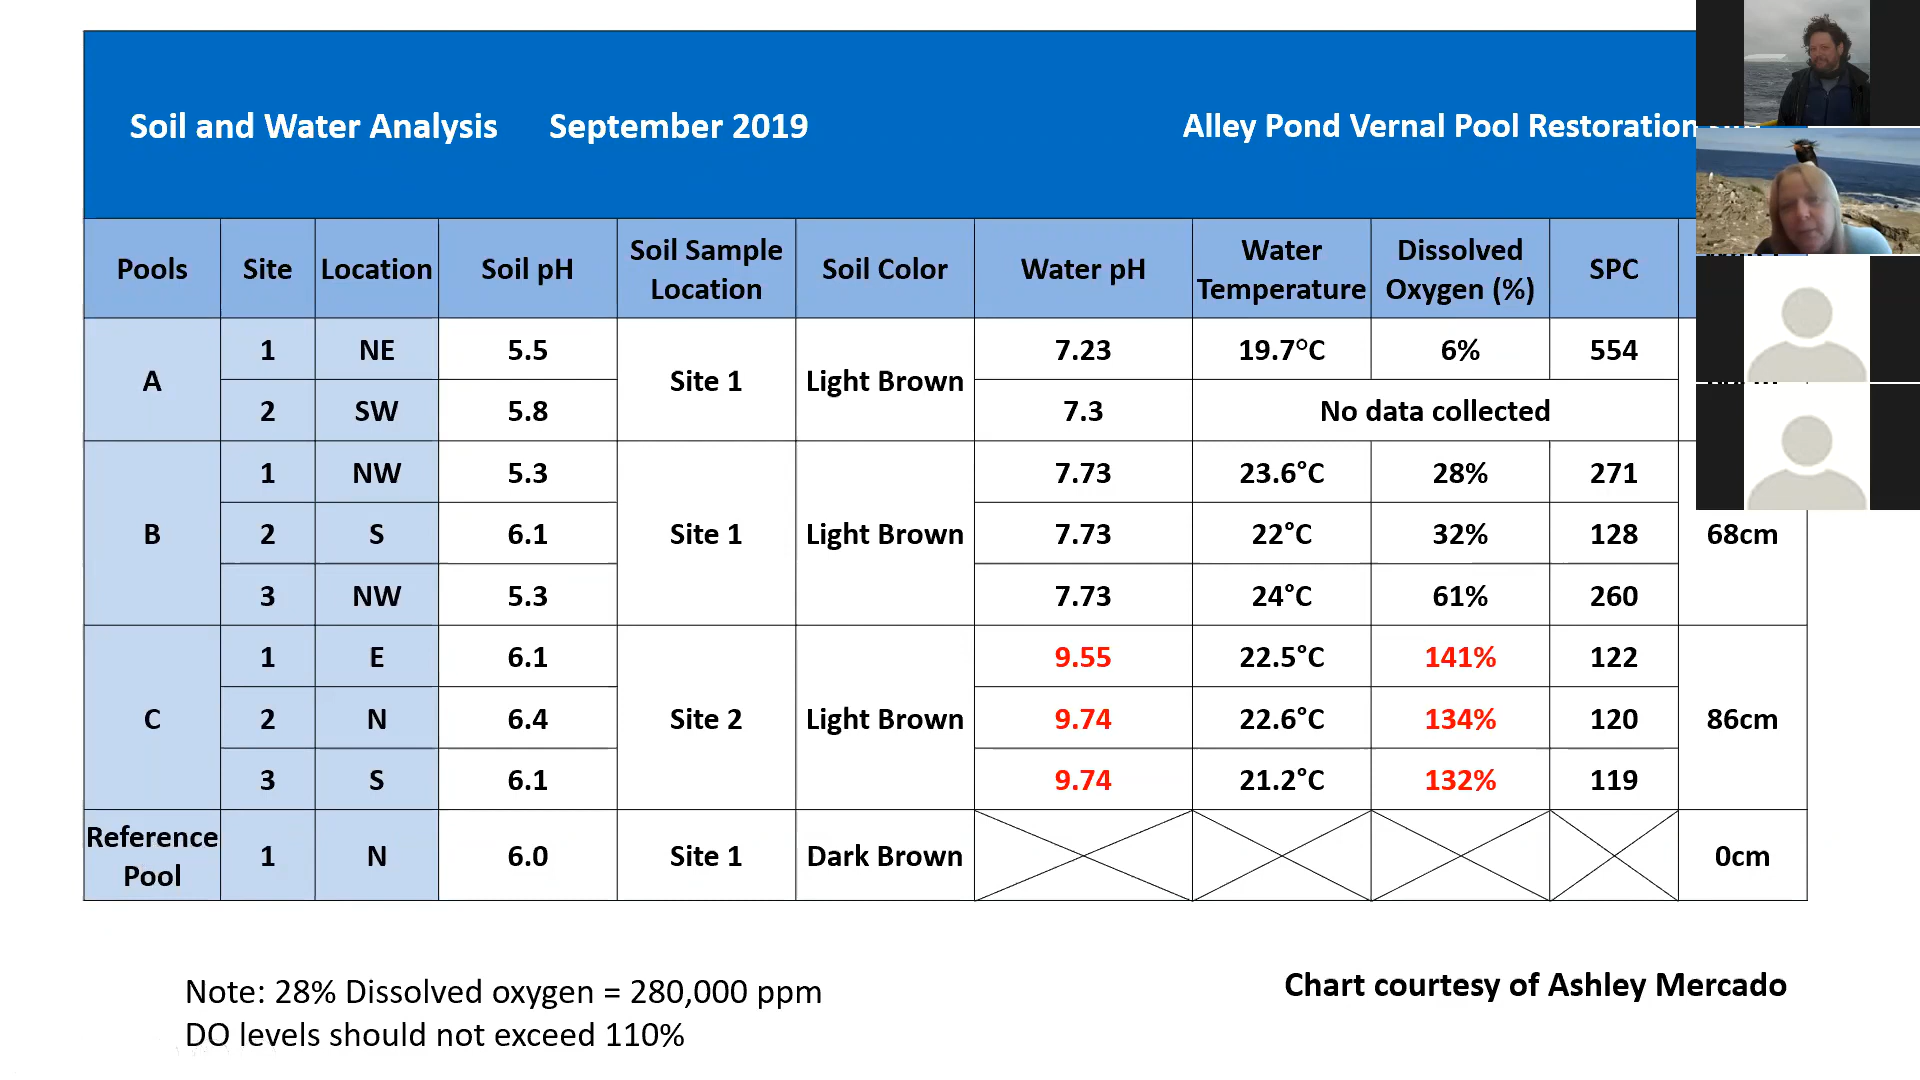 Soil and Water Analysis September 2019 Alley Pond Vernal Pool Restoration
Pools Site Location Soil pH Soil Sample Location Soil Color Water pH Water Temperature Dissolved Oxygen (%) SPC
A 1 NE 5.5 Site 1 Light Brown 7.23 19.7°C 6% 554
2 SW 5.8 7.3 No data collected
B 1 NW 5.3 Site 1 Light Brown 7.73 23.6°C 28% 271
2 S 6.1 7.73 22°C 32% 128 68cm
3 NW 5.3 7.73 24°C 61% 260
C 1 E 6.1 Site 2 Light Brown 9.55 22.5°C 141% 122
2 N 6.4 9.74 22.6°C 134% 120 86cm
3 S 6.1 9.74 21.2°C 132% 119
Reference Pool 1 N 6.0 Site 1 Dark Brown 0cm
Note: 28% Dissolved oxygen = 280,000 ppm
DO levels should not exceed 110%
Chart courtesy of Ashley Mercado